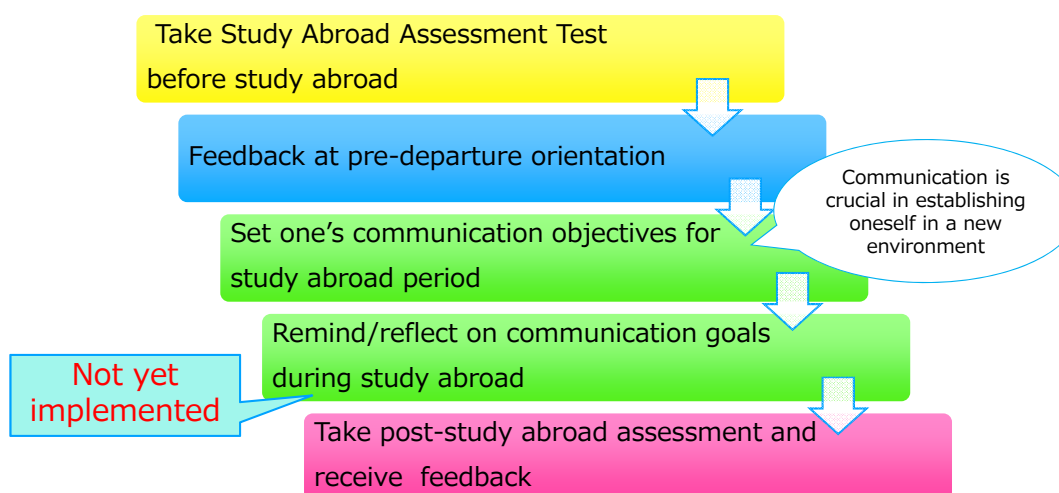 Take Study Abroad Assessment Test
before study abroad
Feedback at pre-departure orientation
Communication is
crucial in establishing
oneself in a new
environment
Set one’s communication objectives for
study abroad period
Remind/reflect on communication goals
during study abroad
Not yet
implemented
Take post-study abroad assessment and
receive feedback